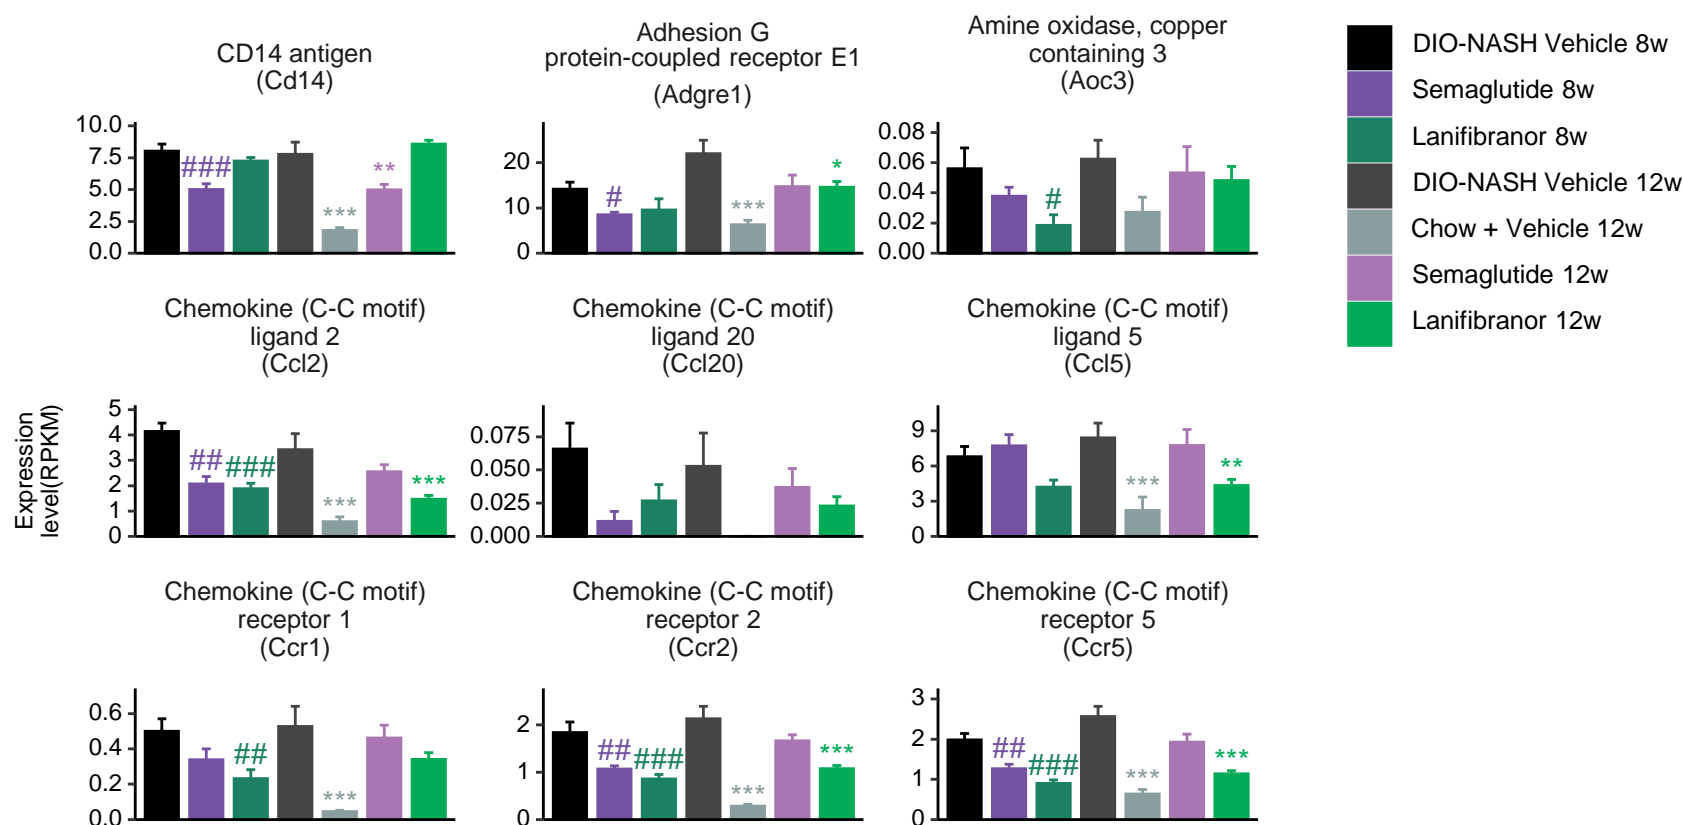 CD14 antigen
(Cd14)
10.0
7.5
5.0
2.5
0.0
###
***
**
Adhesion G
protein-coupled receptor E1
(Adgre1)
20
10
0
#
***
*
Amine oxidase, copper
containing 3
(Aoc3)
0.08
0.06
0.04
0.02
0.00
#
DIO-NASH Vehicle 8w
Semaglutide 8w
Lanifibranor 8w
DIO-NASH Vehicle 12w
Chow + Vehicle 12w
Semaglutide 12w
Lanifibranor 12w
Expression
level(RPKM)
Chemokine (C-C motif)
ligand 2
(Ccl2)
5
4
3
2
1
0
##
###
***
***
Chemokine (C-C motif)
ligand 20
(Ccl20)
0.075
0.050
0.025
0.000
Chemokine (C-C motif)
ligand 5
(Ccl5)
9
6
3
0
***
**
Chemokine (C-C motif)
receptor 1
(Ccr1)
0.6
0.4
0.2
0.0
##
***
Chemokine (C-C motif)
receptor 2
(Ccr2)
2
1
0
##
###
***
***
Chemokine (C-C motif)
receptor 5
(Ccr5)
3
2
1
0
##
###
***
***